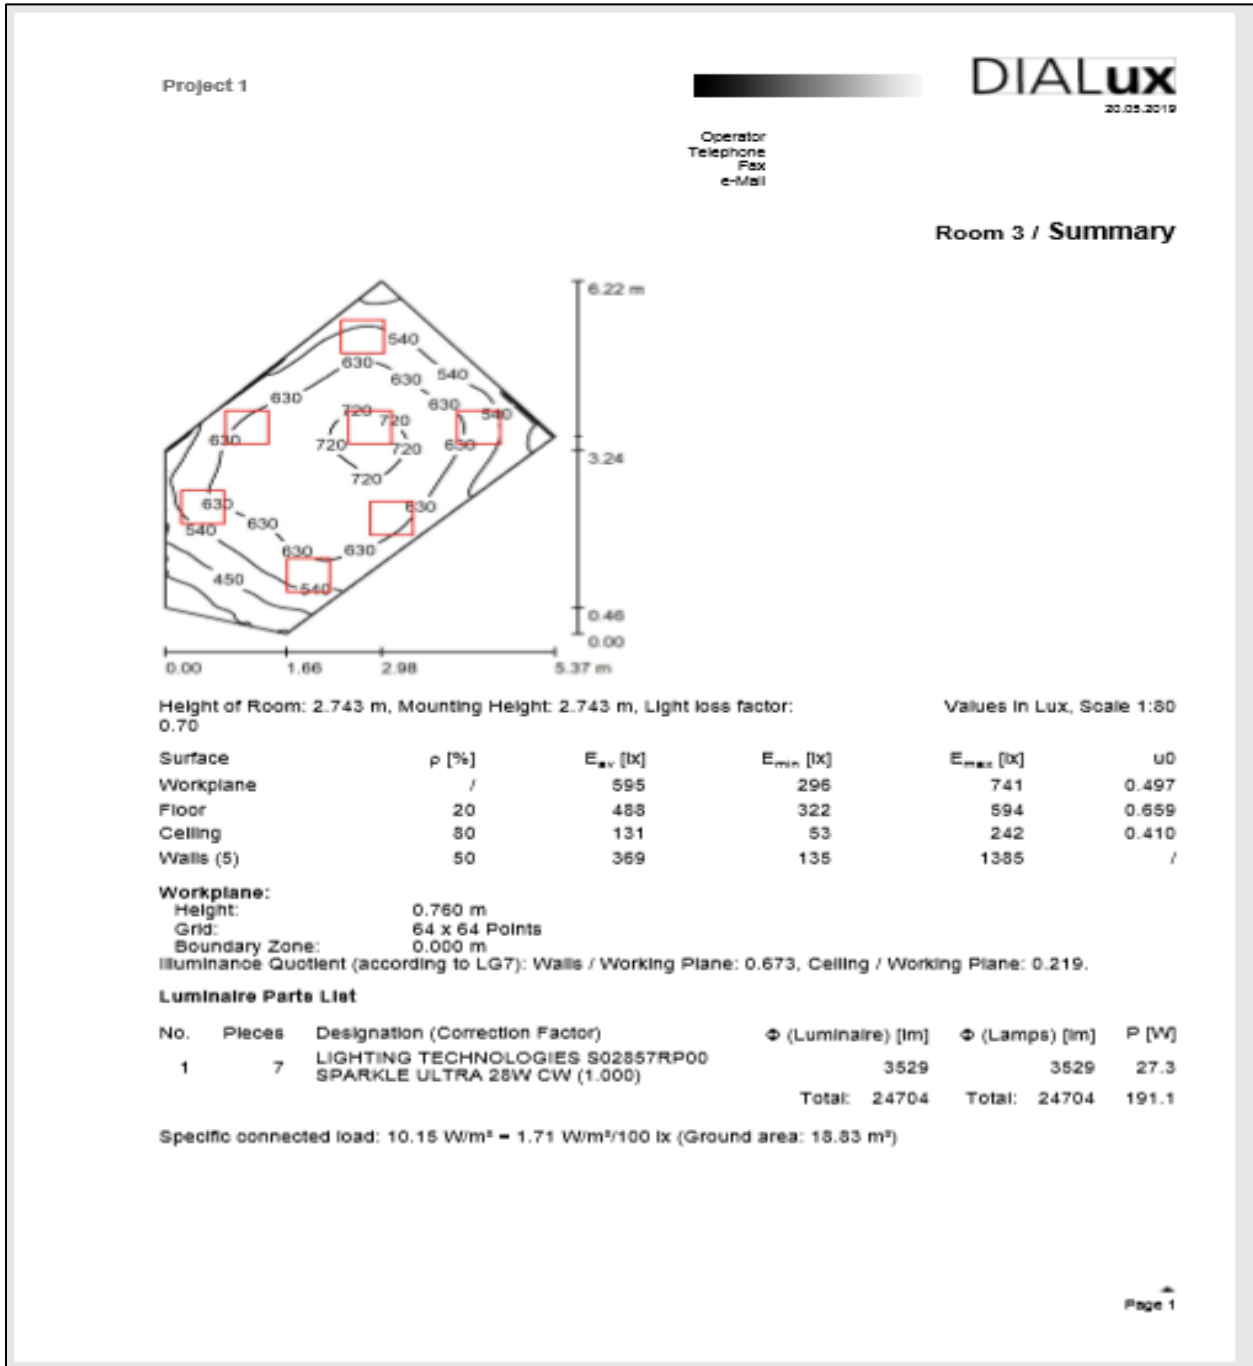 Project 1
DIALux
20.05.2019
Operator
Telephone
Fax
e-Mail
Room 3 / Summary
6.22 m
540
630
630
540
630
630
540
720
720
630
720
720
630
3.24
720
630
630
540
630
630
630
450
540
0.46
0.00
0.00 1.66 2.98 5.37 m
Height of Room: 2.743 m, Mounting Height: 2.743 m, Light loss factor: Values in Lux, Scale 1:80
0.70
Surface ρ [%] Eav [lx] Emin [lx] Emax [lx] u0
Workplane / 595 296 741 0.497
Floor 20 488 322 594 0.659
Ceiling 80 131 53 242 0.410
Walls (5) 50 369 135 1385 /
Workplane:
Height: 0.760 m
Grid: 64 x 64 Points
Boundary Zone: 0.000 m
Illuminance Quotient (according to LG7): Walls / Working Plane: 0.673, Ceiling / Working Plane: 0.219.
Luminaire Parts List
No. Pieces Designation (Correction Factor) Φ (Luminaire) [lm] Φ (Lamps) [lm] P [W]
1 7 LIGHTING TECHNOLOGIES S02857RP00 3529 3529 27.3
SPARKLE ULTRA 28W CW (1.000)
Total: 24704 Total: 24704 191.1
Specific connected load: 10.15 W/m² = 1.71 W/m²/100 lx (Ground area: 18.83 m²)
Page 1